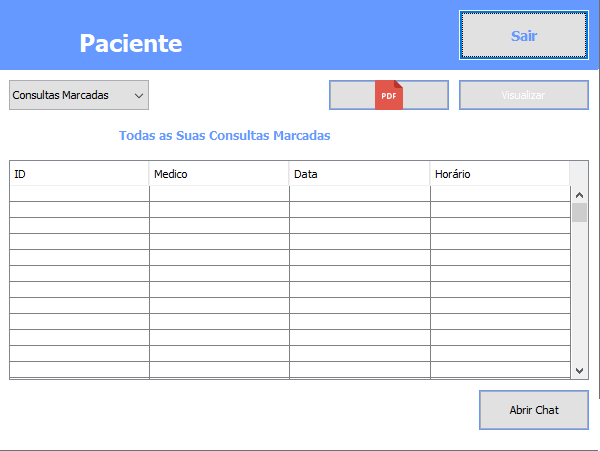 Paciente
Sair
Consultas Marcadas
PDF
Visualizar
Todas as Suas Consultas Marcadas
ID Medico Data Horário
Abrir Chat